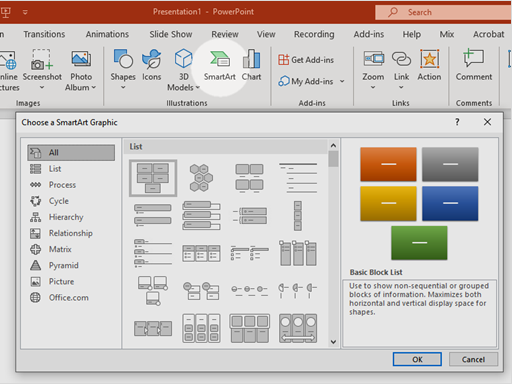 Presentation1 - PowerPoint
Search
Transitions Animations Slide Show Review View Recording Add-ins Help Mix Acrobat
Screenshot
Photo
Album
Shapes
Icons
3D
Models
SmartArt
Chart
Get Add-ins
My Add-ins
Zoom
Link
Action
Comment
Images
Illustrations
Add-ins
Links
Comments
Choose a SmartArt Graphic
?
All
List
Process
Cycle
Hierarchy
Relationship
Matrix
Pyramid
Picture
Office.com
List
Basic Block List
Use to show non-sequential or grouped
blocks of information. Maximizes both
horizontal and vertical display space for
shapes.
OK
Cancel